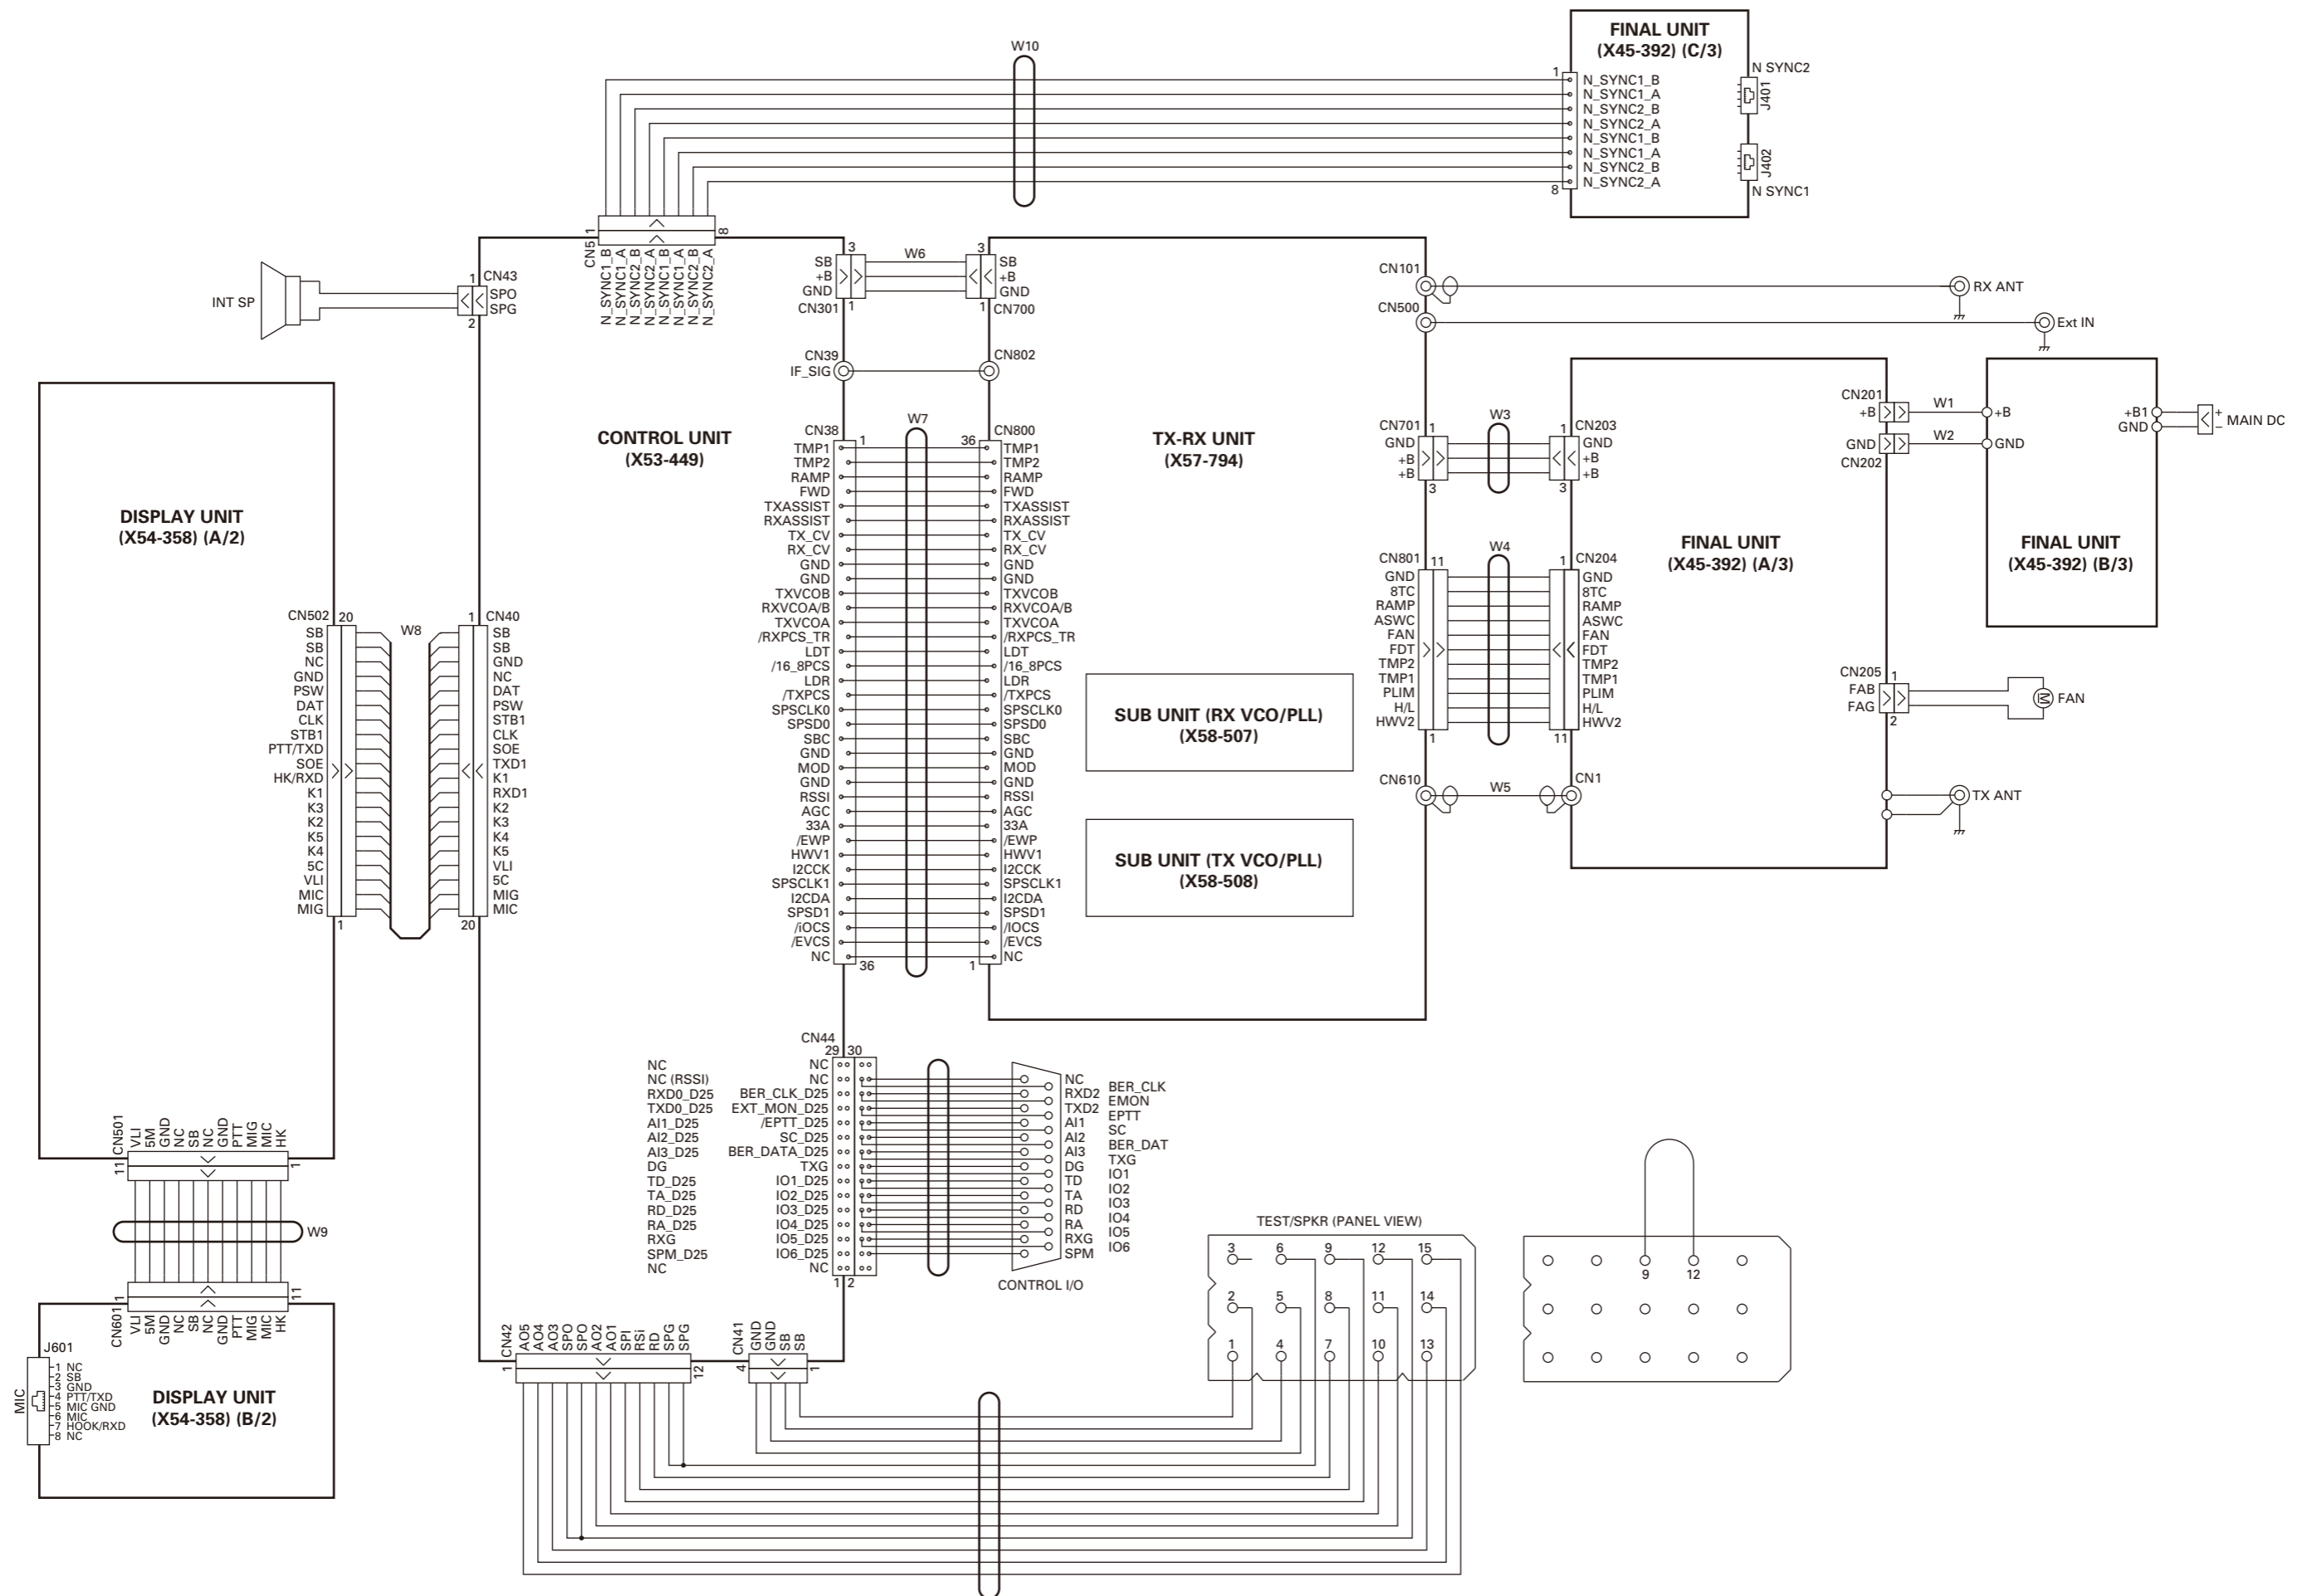 W10
FINAL UNIT
(X45-392) (C/3)
1
N_SYNC1_B
N_SYNC1_A
N_SYNC2_B
N_SYNC2_A
N_SYNC1_B
N_SYNC1_A
N_SYNC2_B
N_SYNC2_A
8
N SYNC2
J401
J402
N SYNC1
CN5
1
8
N_SYNC1_B
N_SYNC1_A
N_SYNC2_B
N_SYNC2_A
N_SYNC1_B
N_SYNC1_A
N_SYNC2_B
N_SYNC2_A
INT SP
1
CN43
SPO
SPG
2
3
SB
+B
GND
CN301
1
W6
3
SB
+B
GND
1
CN700
CN39
IF_SIG
CN802
CN101
RX ANT
CN500
Ext IN
CONTROL UNIT
(X53-449)
TX-RX UNIT
(X57-794)
DISPLAY UNIT
(X54-358) (A/2)
CN38
1
TMP1
TMP2
RAMP
FWD
TXASSIST
RXASSIST
TX_CV
RX_CV
GND
GND
TXVCOB
RXVCOA/B
TXVCOA
/RXPCS_TR
LDT
/16_8PCS
LDR
/TXPCS
SPSCLK0
SPSD0
SBC
GND
MOD
GND
RSSI
AGC
33A
/EWP
HWV1
I2CCK
SPSCLK1
I2CDA
SPSD1
/iOCS
/EVCS
NC
36
W7
CN800
36
TMP1
TMP2
RAMP
FWD
TXASSIST
RXASSIST
TX_CV
RX_CV
GND
GND
TXVCOB
RXVCOA/B
TXVCOA
/RXPCS_TR
LDT
/16_8PCS
LDR
/TXPCS
SPSCLK0
SPSD0
SBC
GND
MOD
GND
RSSI
AGC
33A
/EWP
HWV1
I2CCK
SPSCLK1
I2CDA
SPSD1
/IOCS
/EVCS
NC
1
SUB UNIT (RX VCO/PLL)
(X58-507)
SUB UNIT (TX VCO/PLL)
(X58-508)
CN701
1
GND
+B
+B
3
W3
1
CN203
GND
+B
+B
3
CN801
11
GND
8TC
RAMP
ASWC
FAN
FDT
TMP2
TMP1
PLIM
H/L
HWV2
1
W4
1
CN204
GND
8TC
RAMP
ASWC
FAN
FDT
TMP2
TMP1
PLIM
H/L
HWV2
11
CN610
W5
CN1
FINAL UNIT
(X45-392) (A/3)
CN201
+B
GND
CN202
W1
W2
+B
GND
+B1
GND
+
−
MAIN DC
FINAL UNIT
(X45-392) (B/3)
CN205
1
FAB
FAG
2
M
FAN
TX ANT
CN502
20
SB
SB
NC
GND
PSW
DAT
CLK
STB1
PTT/TXD
SOE
HK/RXD
K1
K3
K2
K5
K4
5C
VLI
MIC
MIG
1
W8
1
CN40
SB
SB
GND
NC
DAT
PSW
STB1
CLK
SOE
TXD1
K1
RXD1
K2
K3
K4
K5
VLI
5C
MIG
MIC
20
CN44
29 30
NC
NC (RSSI)
RXD0_D25
TXD0_D25
AI1_D25
AI2_D25
AI3_D25
DG
TD_D25
TA_D25
RD_D25
RA_D25
RXG
SPM_D25
NC
NC
NC
BER_CLK_D25
EXT_MON_D25
/EPTT_D25
SC_D25
BER_DATA_D25
TXG
IO1_D25
IO2_D25
IO3_D25
IO4_D25
IO5_D25
IO6_D25
NC
1 2
NC
RXD2
TXD2
AI1
AI2
AI3
DG
TD
TA
RD
RA
RXG
SPM
BER_CLK
EMON
EPTT
SC
BER_DAT
TXG
IO1
IO2
IO3
IO4
IO5
IO6
CONTROL I/O
CN501
11
VLI
5M
GND
NC
SB
NC
GND
PTT
MIG
MIC
HK
1
W9
CN601
1
11
VLI
5M
GND
NC
SB
NC
GND
PTT
MIG
MIC
HK
J601
MIC
1 NC
2 SB
3 GND
4 PTT/TXD
5 MIC GND
6 MIC
7 HOOK/RXD
8 NC
DISPLAY UNIT
(X54-358) (B/2)
CN42
1
AO5
AO4
AO3
SPO
SPO
AO2
AO1
SPI
RSi
RD
SPG
SPG
12
CN41
4
GND
GND
SB
SB
1
TEST/SPKR (PANEL VIEW)
3 6 9 12 15
2 5 8 11 14
1 4 7 10 13
9 12